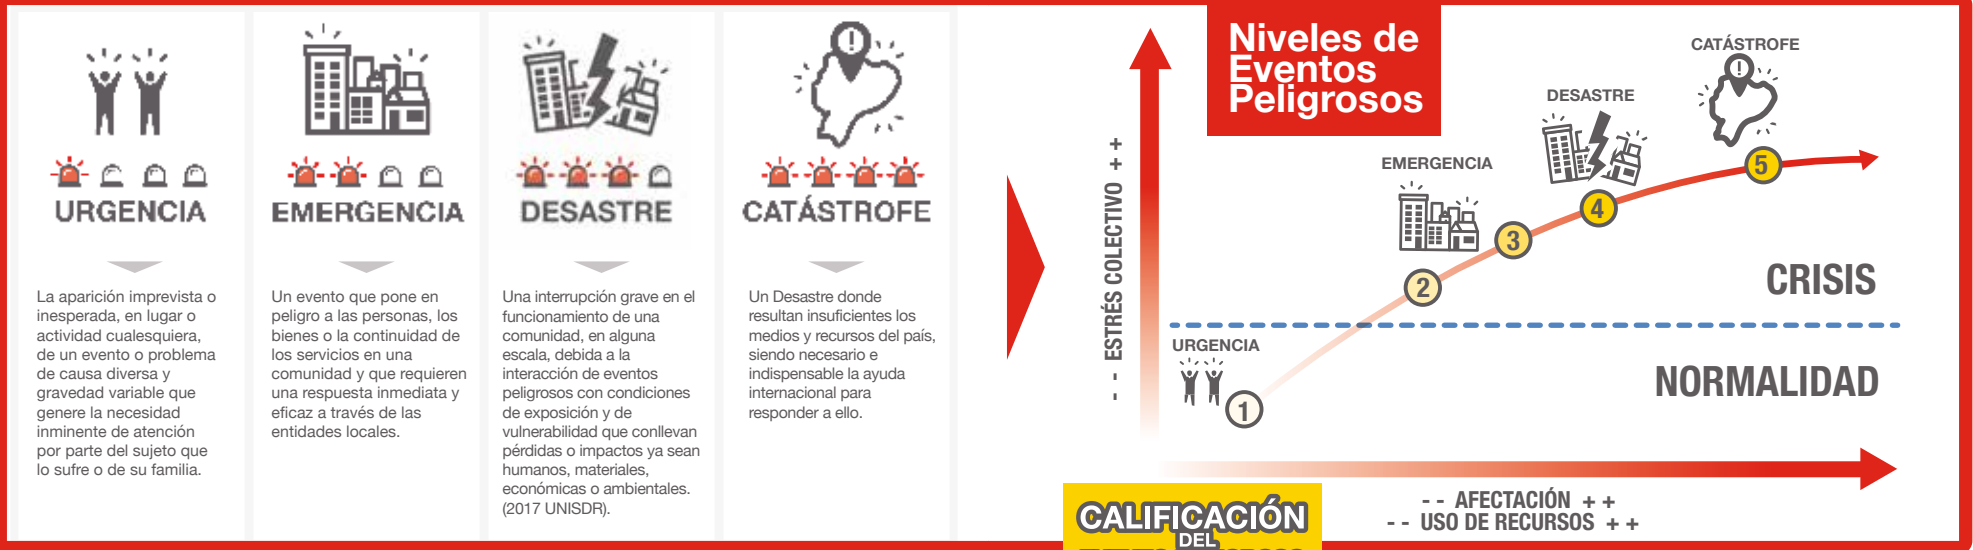 URGENCIA
La aparición imprevista o
inesperada, en lugar o
actividad cualesquiera,
de un evento o problema
de causa diversa y
gravedad variable que
genere la necesidad
inminente de atención
por parte del sujeto que
lo sufre o de su familia.
EMERGENCIA
Un evento que pone en
peligro a las personas, los
bienes o la continuidad de
los servicios en una
comunidad y que requieren
una respuesta inmediata y
eficaz a través de las
entidades locales.
DESASTRE
Una interrupción grave en el
funcionamiento de una
comunidad, en alguna
escala, debida a la
interacción de eventos
peligrosos con condiciones
de exposición y de
vulnerabilidad que conllevan
pérdidas o impactos ya sean
humanos, materiales,
económicas o ambientales.
(2017 UNISDR).
CATÁSTROFE
Un Desastre donde
resultan insuficientes los
medios y recursos del país,
siendo necesario e
indispensable la ayuda
internacional para
responder a ello.
Niveles de
Eventos
Peligrosos
- - ESTRÉS COLECTIVO + +
CATÁSTROFE
5
DESASTRE
4
EMERGENCIA
3
2
CRISIS
URGENCIA
1
NORMALIDAD
- - AFECTACIÓN + +
- - USO DE RECURSOS + +
CALIFICACIÓN
DEL